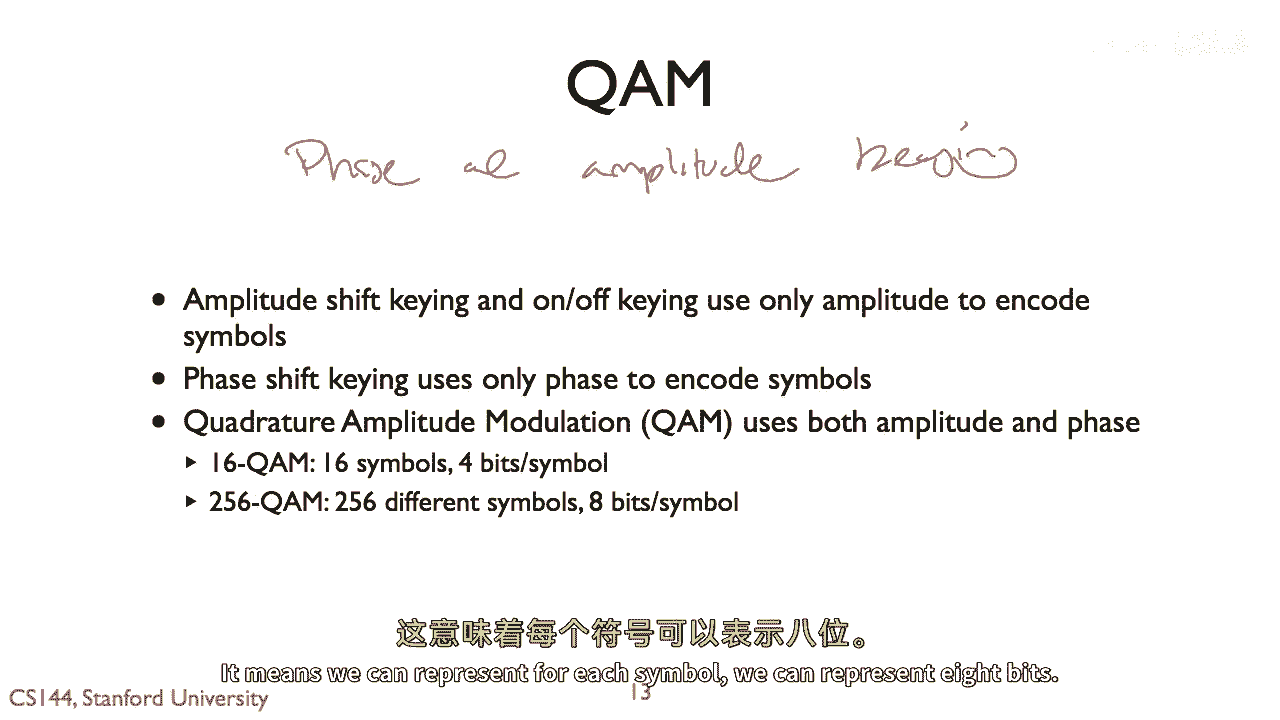 QAM
Phase amplitude keying
• Amplitude shift keying and on/off keying use only amplitude to encode
symbols
• Phase shift keying uses only phase to encode symbols
• Quadrature Amplitude Modulation (QAM) uses both amplitude and phase
▸ 16-QAM: 16 symbols, 4 bits/symbol
▸ 256-QAM: 256 different symbols, 8 bits/symbol
这意味着每个符号可以表示八位。
It means we can represent for each symbol, we can represent eight bits.
CS144, Stanford University
13